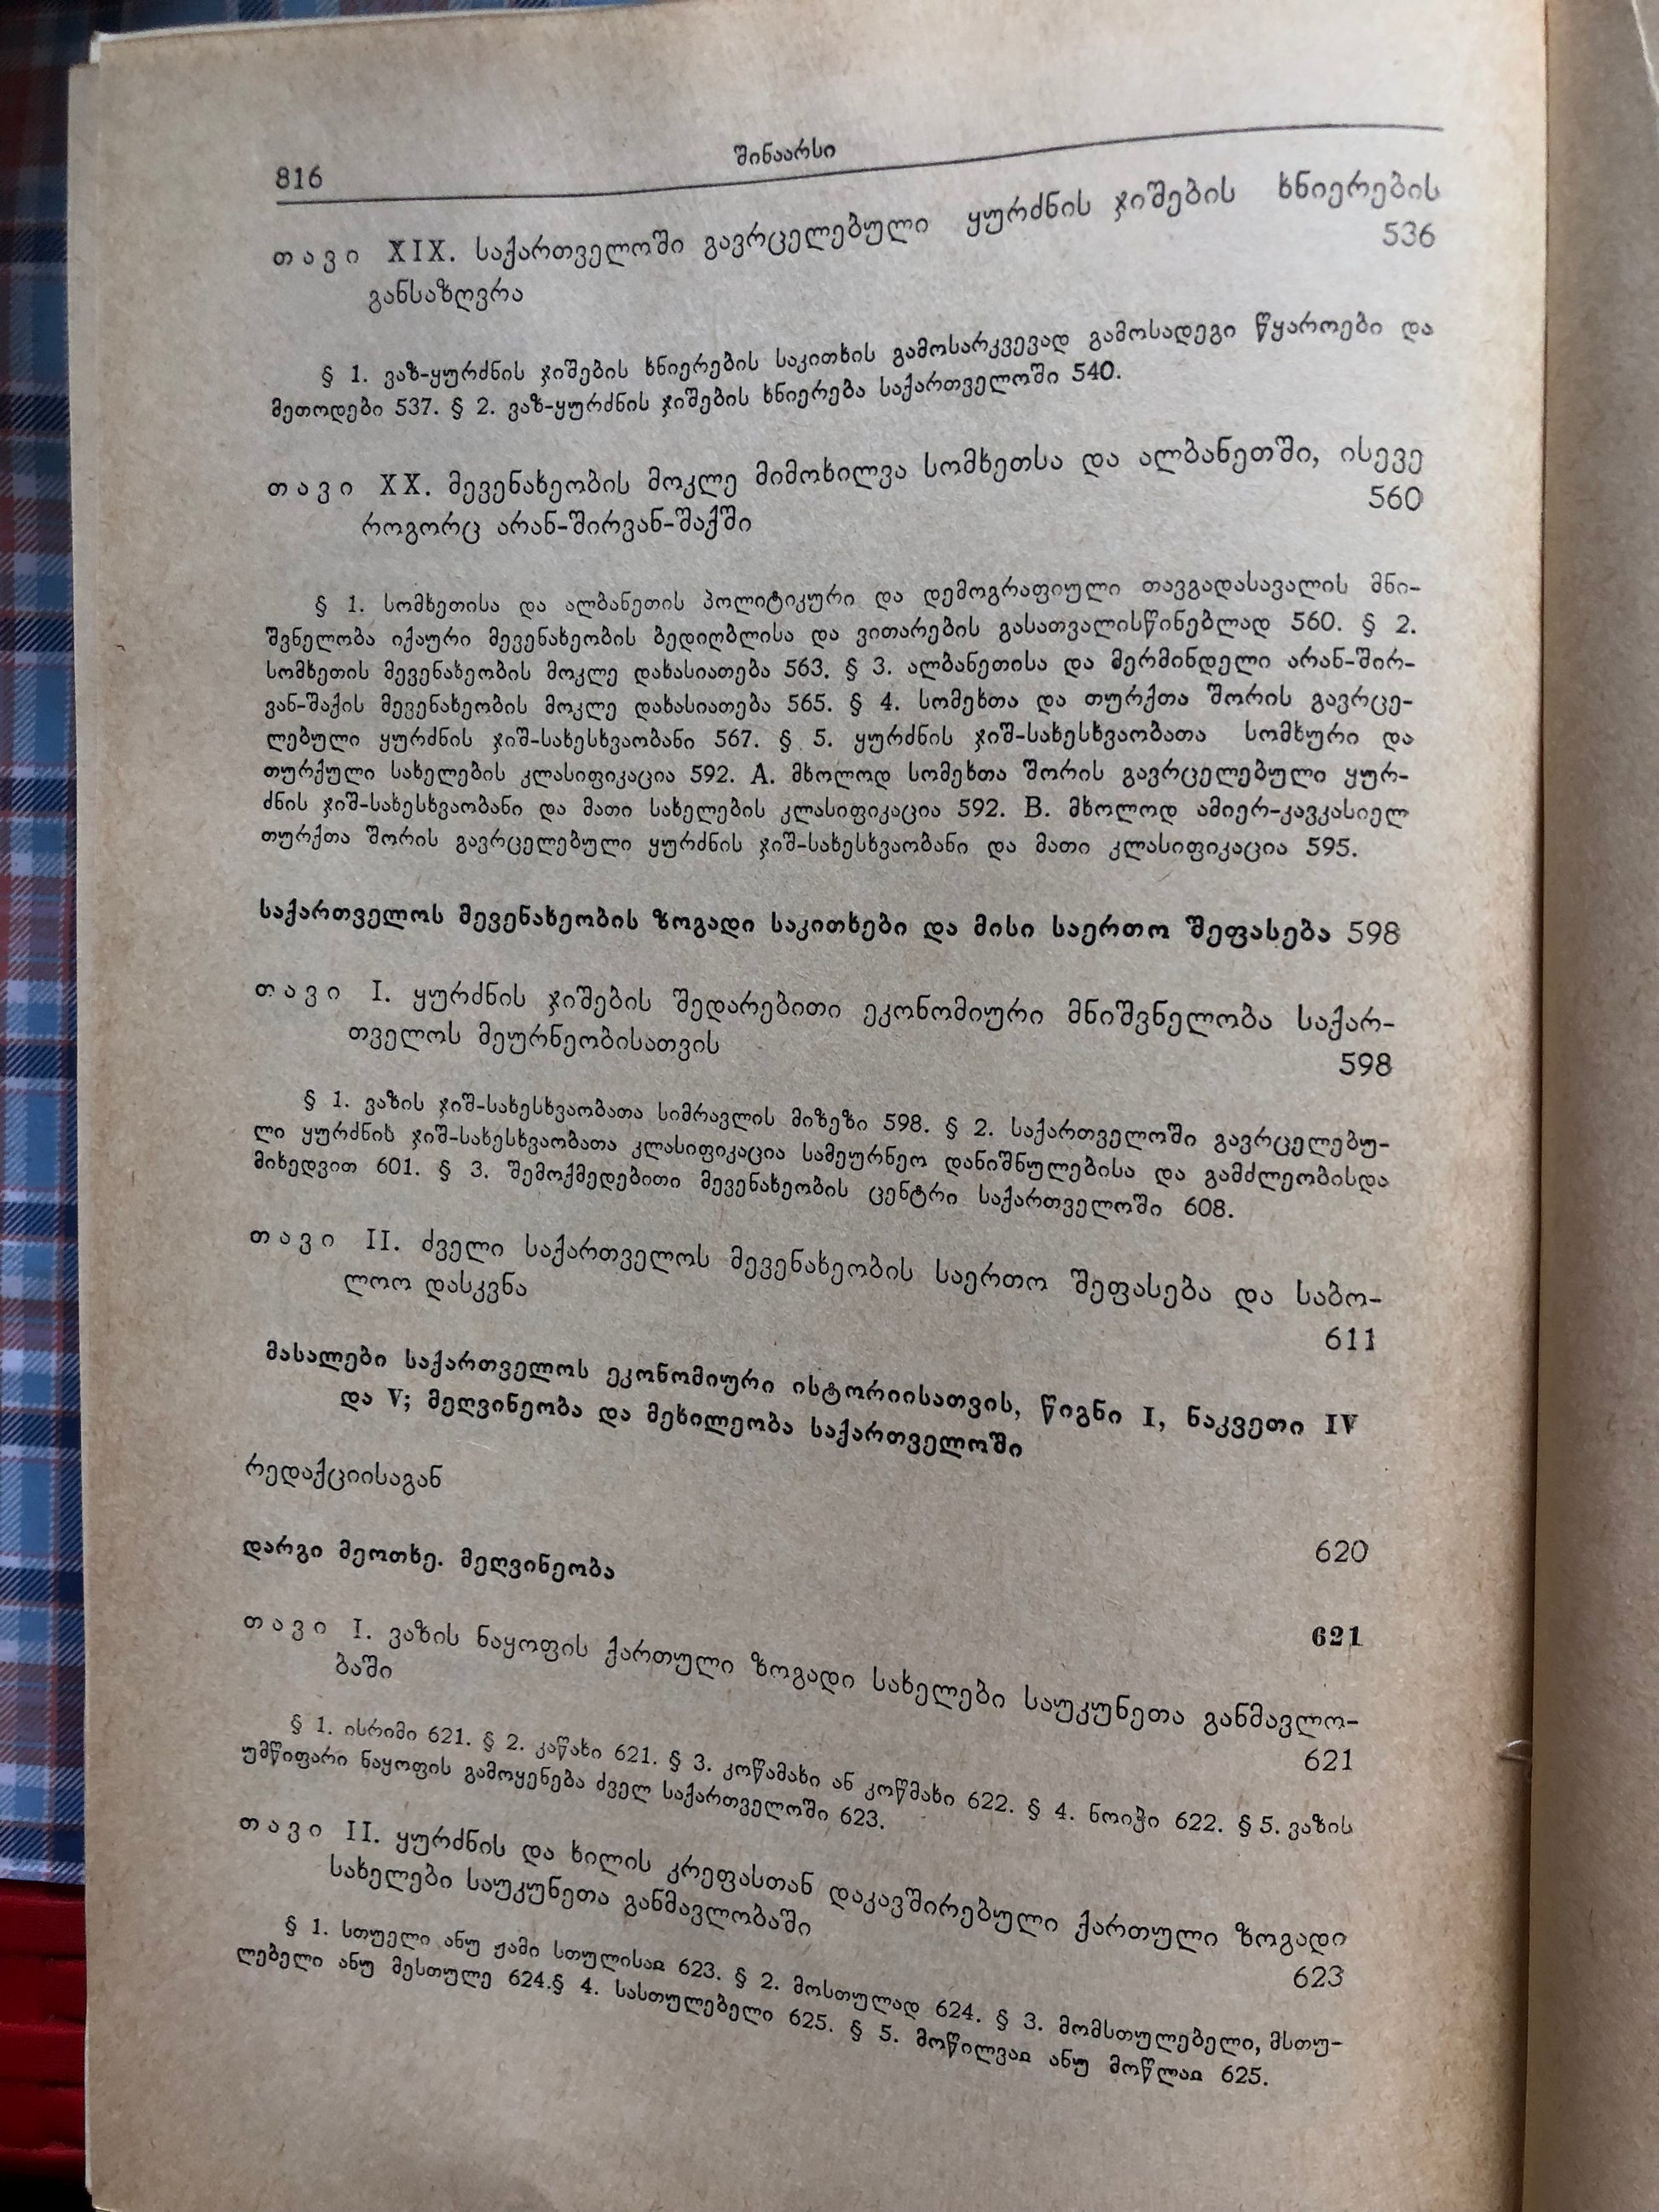 816
შინაარსი
თავი XIX. საქართველოში გავრცელებული ყურძნის ჯიშების ხნიერების
განსაზღვრა
536
§ 1. ვაზ-ყურძნის ჯიშების ხნიერების საკითხის გამოსარკვევად გამოსადეგი წყაროები და
მეთოდები 537. § 2. ვაზ-ყურძნის ჯიშების ხნიერება საქართველოში 540.
თავი XX. მევენახეობის მოკლე მიმოხილვა სომხეთსა და ალბანეთში, ისევე
როგორც არან-შირვან-შაქში
560
§ 1. სომხეთისა და ალბანეთის პოლიტიკური და დემოგრაფიული თავგადასავალის მნი-
შვნელობა იქაური მევენახეობის ბედიღბლისა და ვითარების გასათვალისწინებლად 560. § 2.
სომხეთის მევენახეობის მოკლე დახასიათება 563. § 3. ალბანეთისა და მერმინდელი არან-შირ-
ვან-შაქის მევენახეობის მოკლე დახასიათება 565. § 4. სომეხთა და თურქთა შორის გავრცე-
ლებული ყურძნის ჯიშ-სახესხვაობანი 567. § 5. ყურძნის ჯიშ-სახესხვაობათა სომხური და
თურქული სახელების კლასიფიკაცია 592. A. მხოლოდ სომეხთა შორის გავრცელებული ყურ-
ძნის ჯიშ-სახესხვაობანი და მათი სახელების კლასიფიკაცია 592. B. მხოლოდ ამიერ-კავკასიელ
თურქთა შორის გავრცელებული ყურძნის ჯიშ-სახესხვაობანი და მათი კლასიფიკაცია 595.
საქართველოს მევენახეობის ზოგადი საკითხები და მისი საერთო შეფასება 598
თავი I. ყურძნის ჯიშების შედარებითი ეკონომიური მნიშვნელობა საქარ-
თველოს მეურნეობისათვის
598
§ 1. ვაზის ჯიშ-სახესხვაობათა სიმრავლის მიზეზი 598. § 2. საქართველოში გავრცელებუ-
ლი ყურძნის ჯიშ-სახესხვაობათა კლასიფიკაცია სამეურნეო დანიშნულებისა და გამძლეობისდა
მიხედვით 601. § 3. შემოქმედებითი მევენახეობის ცენტრი საქართველოში 608.
თავი II. ძველი საქართველოს მევენახეობის საერთო შეფასება და საბო-
ლოო დასკვნა
611
მასალები საქართველოს ეკონომიური ისტორიისათვის, წიგნი I, ნაკვეთი IV
და V; მეღვინეობა და მეხილეობა საქართველოში
რედაქციისაგან
620
დარგი მეოთხე. მეღვინეობა
621
თავი I. ვაზის ნაყოფის ქართული ზოგადი სახელები საუკუნეთა განმავლო-
ბაში
621
§ 1. ისრიმი 621. § 2. კაწახი 621. § 3. კოწამახი ან კოწმახი 622. § 4. ნოიჭი 622. § 5. ვაზის
უმწიფარი ნაყოფის გამოყენება ძველ საქართველოში 623.
თავი II. ყურძნის და ხილის კრეფასთან დაკავშირებული ქართული ზოგადი
სახელები საუკუნეთა განმავლობაში
623
§ 1. სთუელი ანუ ჟამი სთულისაჲ 623. § 2. მოსთულად 624. § 3. მომსთულებელი, მსთუ-
ლებელი ანუ მესთულე 624.§ 4. სასთულებელი 625. § 5. მოწილვაჲ ანუ მოწლაჲ 625.